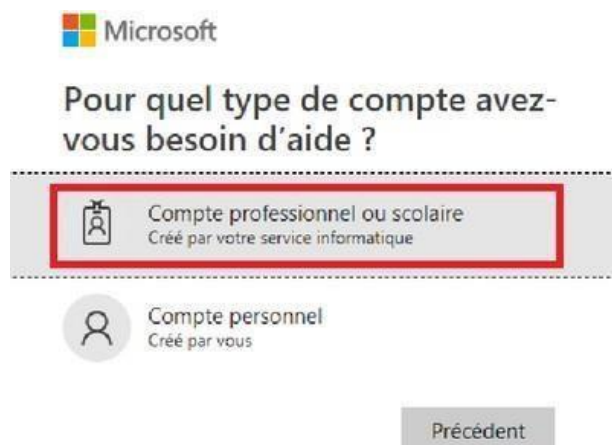 Microsoft
Pour quel type de compte avez-
vous besoin d'aide ?
Compte professionnel ou scolaire
Créé par votre service informatique
Compte personnel
Créé par vous
Précédent